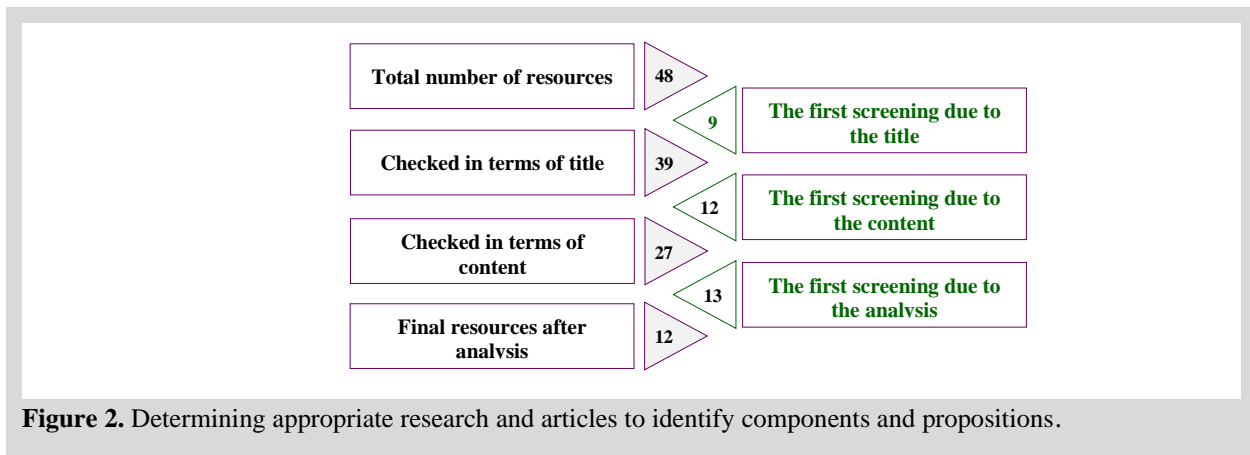 Total number of resources
48
9
The first screening due to
the title
Checked in terms of title
39
12
The first screening due to
the content
Checked in terms of
content
27
13
The first screening due to
the analysis
Final resources after
analysis
12
Figure 2. Determining appropriate research and articles to identify components and propositions.